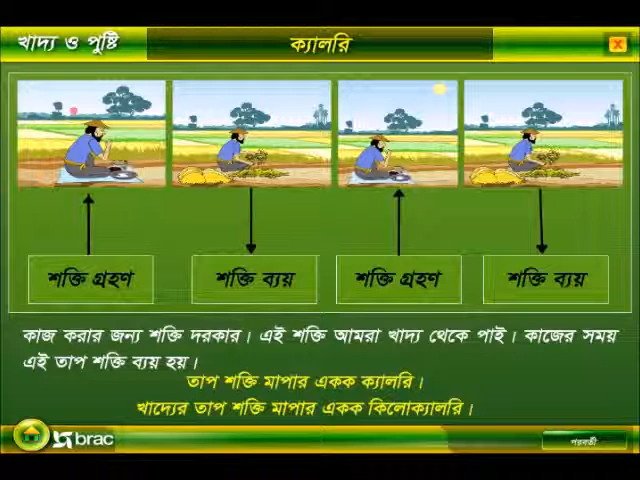 খাদ্য ও পুষ্টি
ক্যালরি
শক্তি গ্রহণ
শক্তি ব্যয়
শক্তি গ্রহণ
শক্তি ব্যয়
কাজ করার জন্য শক্তি দরকার। এই শক্তি আমরা খাদ্য থেকে পাই। কাজের সময়
এই তাপ শক্তি ব্যয় হয়।
তাপ শক্তি মাপার একক ক্যালরি।
খাদ্যের তাপ শক্তি মাপার একক কিলোক্যালরি।
brac
পরবর্তী